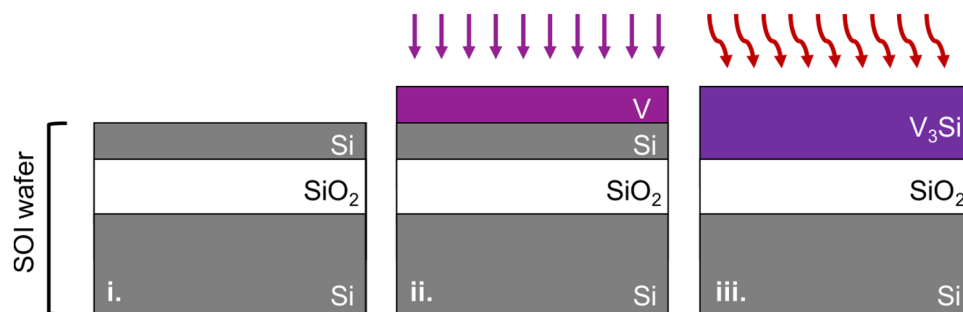 SOI wafer
Si
SiO₂
Si
i.
V
Si
SiO₂
Si
ii.
V₃Si
SiO₂
Si
iii.